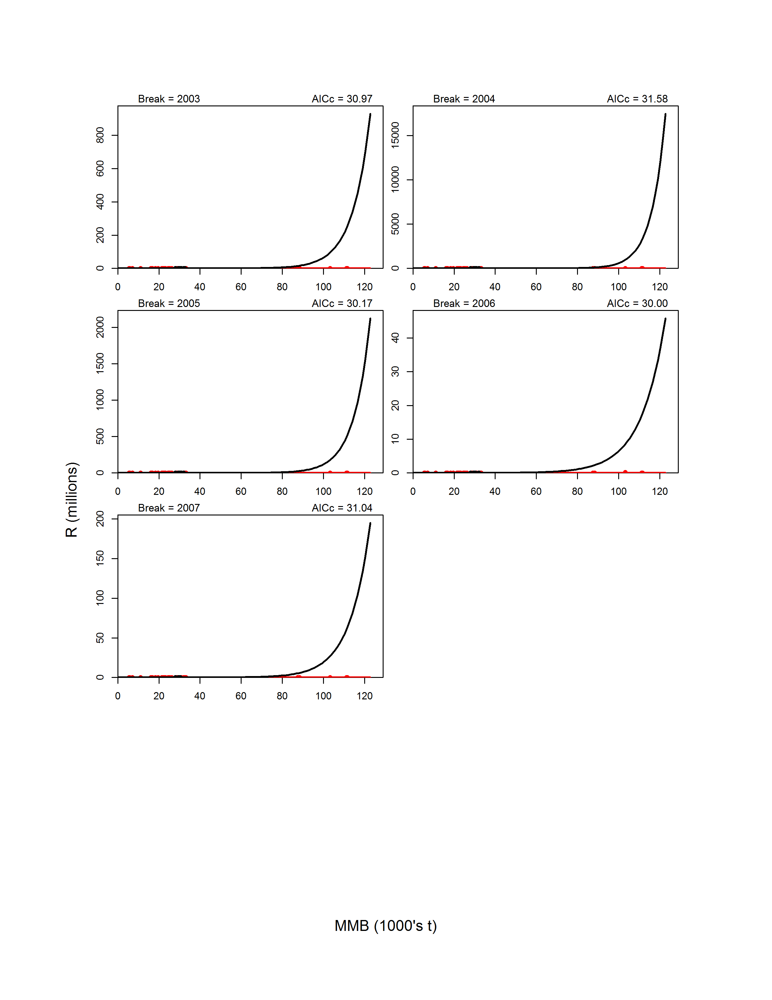 Break = 2003 AICc = 30.97
800
600
400
200
0
0 20 40 60 80 100 120
Break = 2004 AICc = 31.58
15000
10000
5000
0
0 20 40 60 80 100 120
Break = 2005 AICc = 30.17
2000
1500
1000
500
0
0 20 40 60 80 100 120
Break = 2006 AICc = 30.00
40
30
20
10
0
0 20 40 60 80 100 120
Break = 2007 AICc = 31.04
200
150
100
50
0
0 20 40 60 80 100 120
R (millions)
MMB (1000's t)